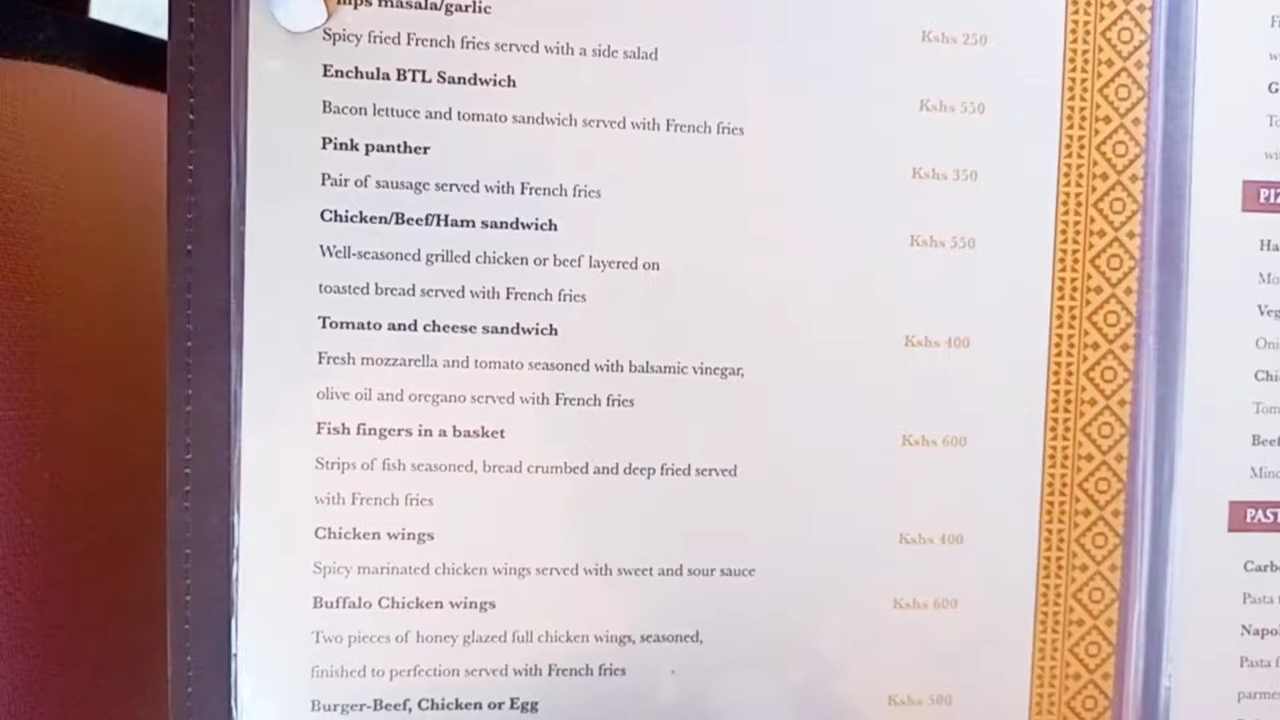 masala/garlic
Kshs 250
Spicy fried French fries served with a side salad
Enchula BTL Sandwich
Kshs 550
Bacon lettuce and tomato sandwich served with French fries
Pink panther
Kshs 350
Pair of sausage served with French fries
Chicken/Beef/Ham sandwich
Kshs 550
Well-seasoned grilled chicken or beef layered on
toasted bread served with French fries
Tomato and cheese sandwich
Kshs 400
Fresh mozzarella and tomato seasoned with balsamic vinegar,
olive oil and oregano served with French fries
Fish fingers in a basket
Kshs 600
Strips of fish seasoned, bread crumbed and deep fried served
with French fries
Chicken wings
Kshs 400
Spicy marinated chicken wings served with sweet and sour sauce
Buffalo Chicken wings
Kshs 600
Two pieces of honey glazed full chicken wings, seasoned,
finished to perfection served with French fries
Burger-Beef, Chicken or Egg
Kshs 500
Pasta
Pasta